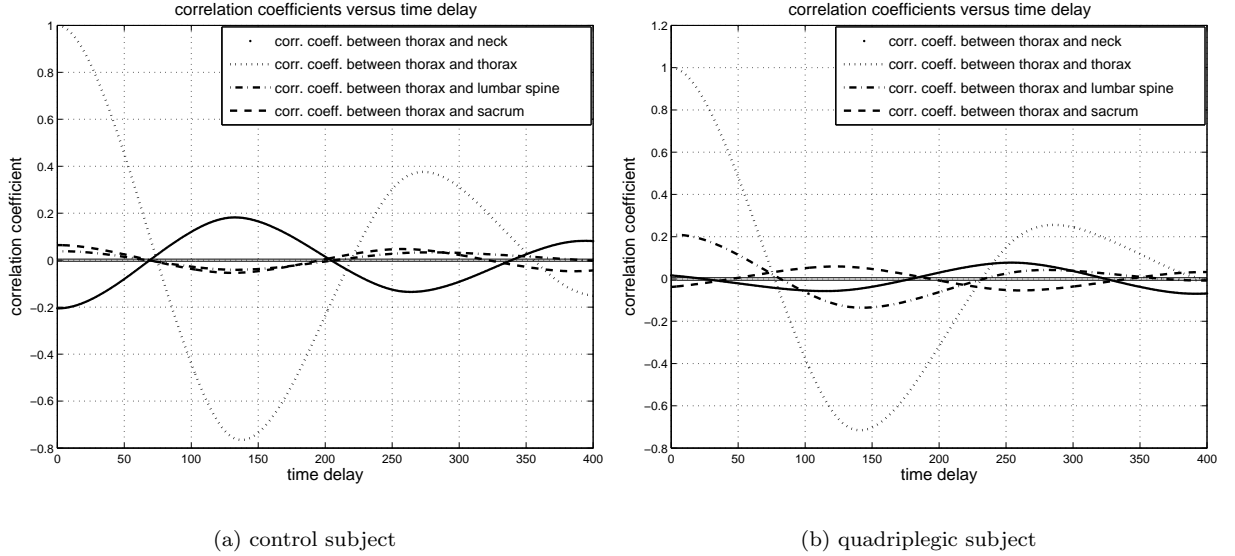 correlation coefficients versus time delay
corr. coeff. between thorax and neck
corr. coeff. between thorax and thorax
corr. coeff. between thorax and lumbar spine
corr. coeff. between thorax and sacrum
correlation coefficient
1
0.8
0.6
0.4
0.2
0
−0.2
−0.4
−0.6
−0.8
0 50 100 150 200 250 300 350 400
time delay
(a) control subject
correlation coefficients versus time delay
corr. coeff. between thorax and neck
corr. coeff. between thorax and thorax
corr. coeff. between thorax and lumbar spine
corr. coeff. between thorax and sacrum
correlation coefficient
1.2
1
0.8
0.6
0.4
0.2
0
−0.2
−0.4
−0.6
−0.8
0 50 100 150 200 250 300 350 400
time delay
(b) quadriplegic subject